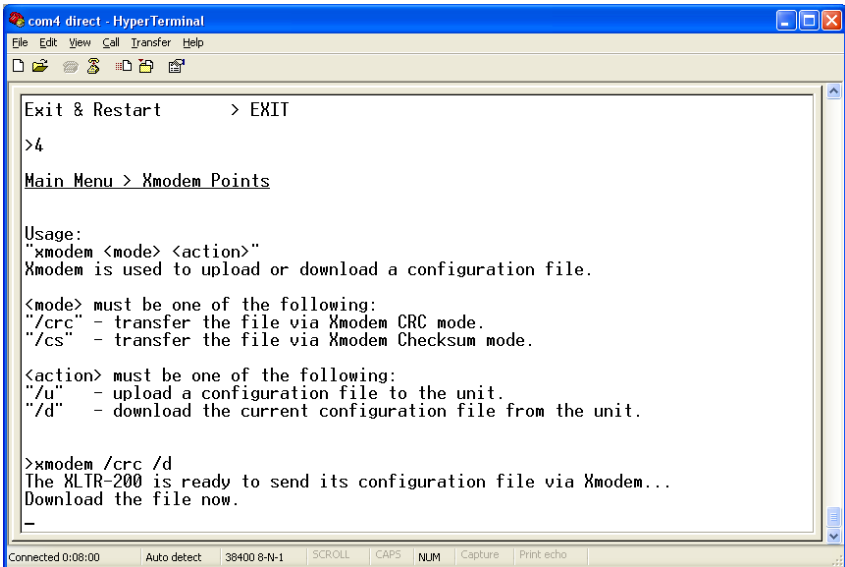 com4 direct - HyperTerminal
File Edit View Call Transfer Help
Exit & Restart > EXIT
>4
Main Menu > Xmodem Points
Usage:
"xmodem <mode> <action>"
Xmodem is used to upload or download a configuration file.
<mode> must be one of the following:
"/crc" - transfer the file via Xmodem CRC mode.
"/cs" - transfer the file via Xmodem Checksum mode.
<action> must be one of the following:
"/u" - upload a configuration file to the unit.
"/d" - download the current configuration file from the unit.
>xmodem /crc /d
The XLTR-200 is ready to send its configuration file via Xmodem...
Download the file now.
_
Connected 0:08:00 Auto detect 38400 8-N-1 SCROLL CAPS NUM Capture Print echo